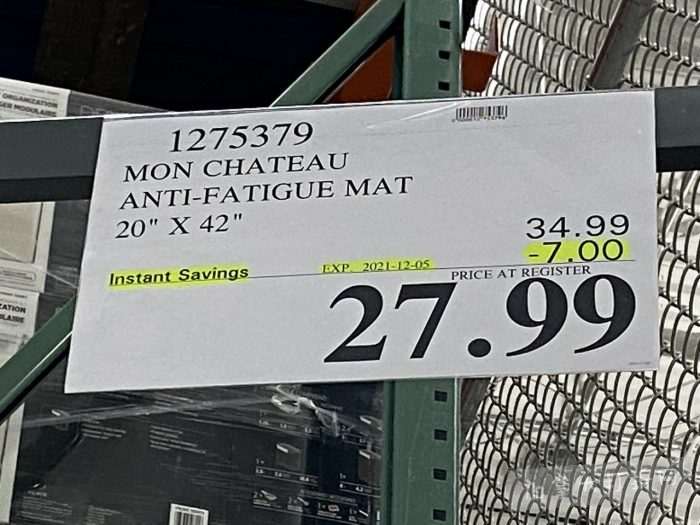 ORGANIZATION
1275379
MON CHATEAU
ANTI-FATIGUE MAT
20" X 42"
34.99
-7.00
Instant Savings
EXP. 2021-12-05
PRICE AT REGISTER
27.99